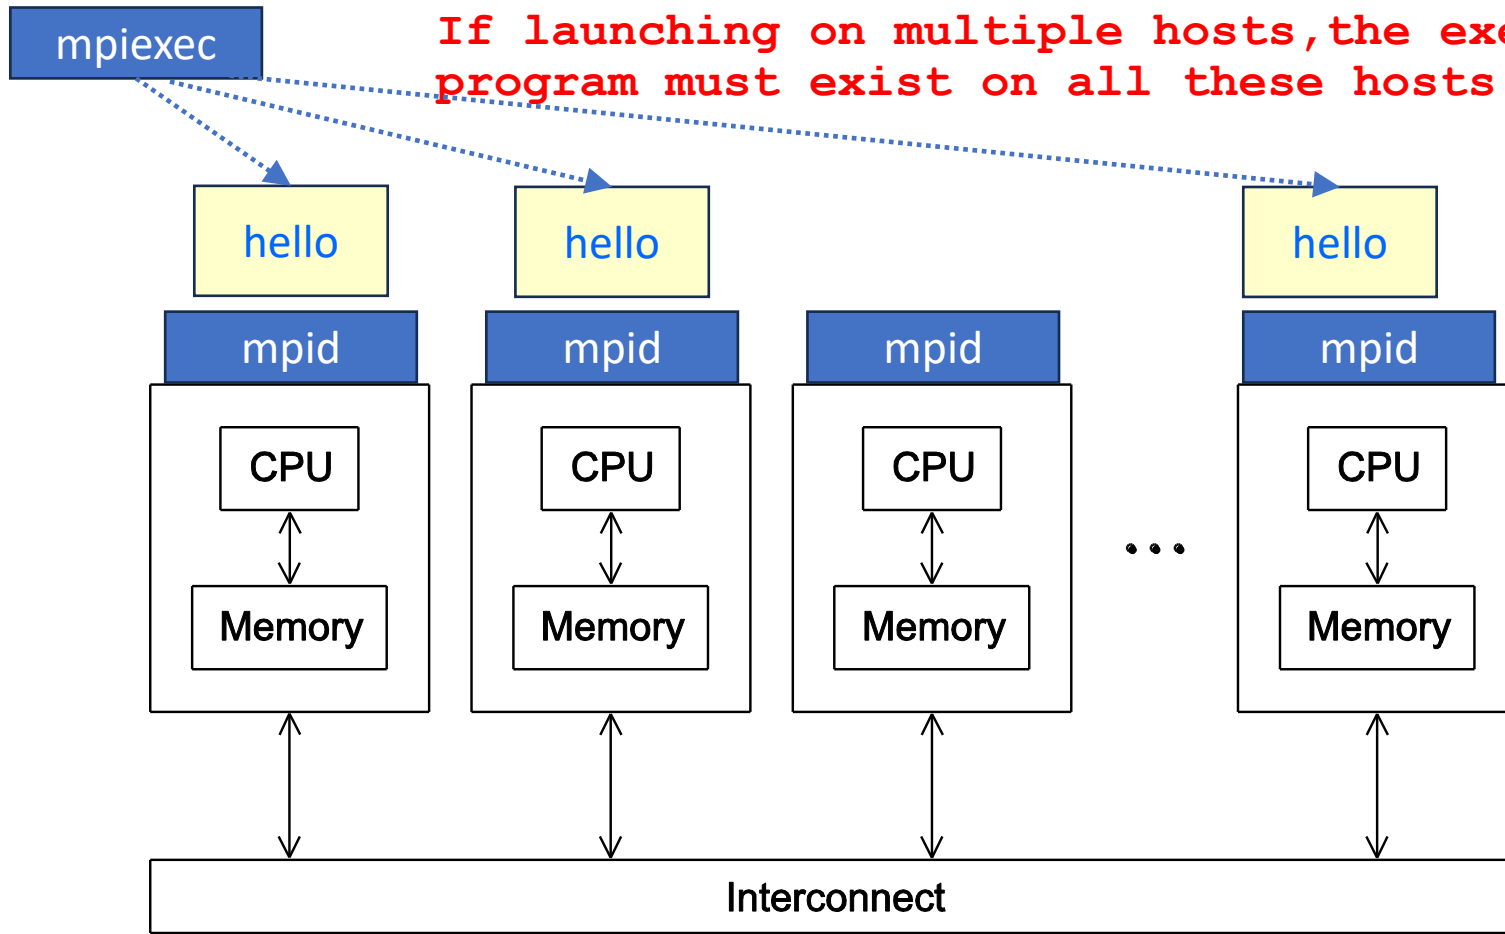 mpiexec
If launching on multiple hosts,the exe
program must exist on all these hosts
hello hello hello
mpid mpid mpid mpid
CPU CPU CPU CPU
...
Memory Memory Memory Memory
Interconnect